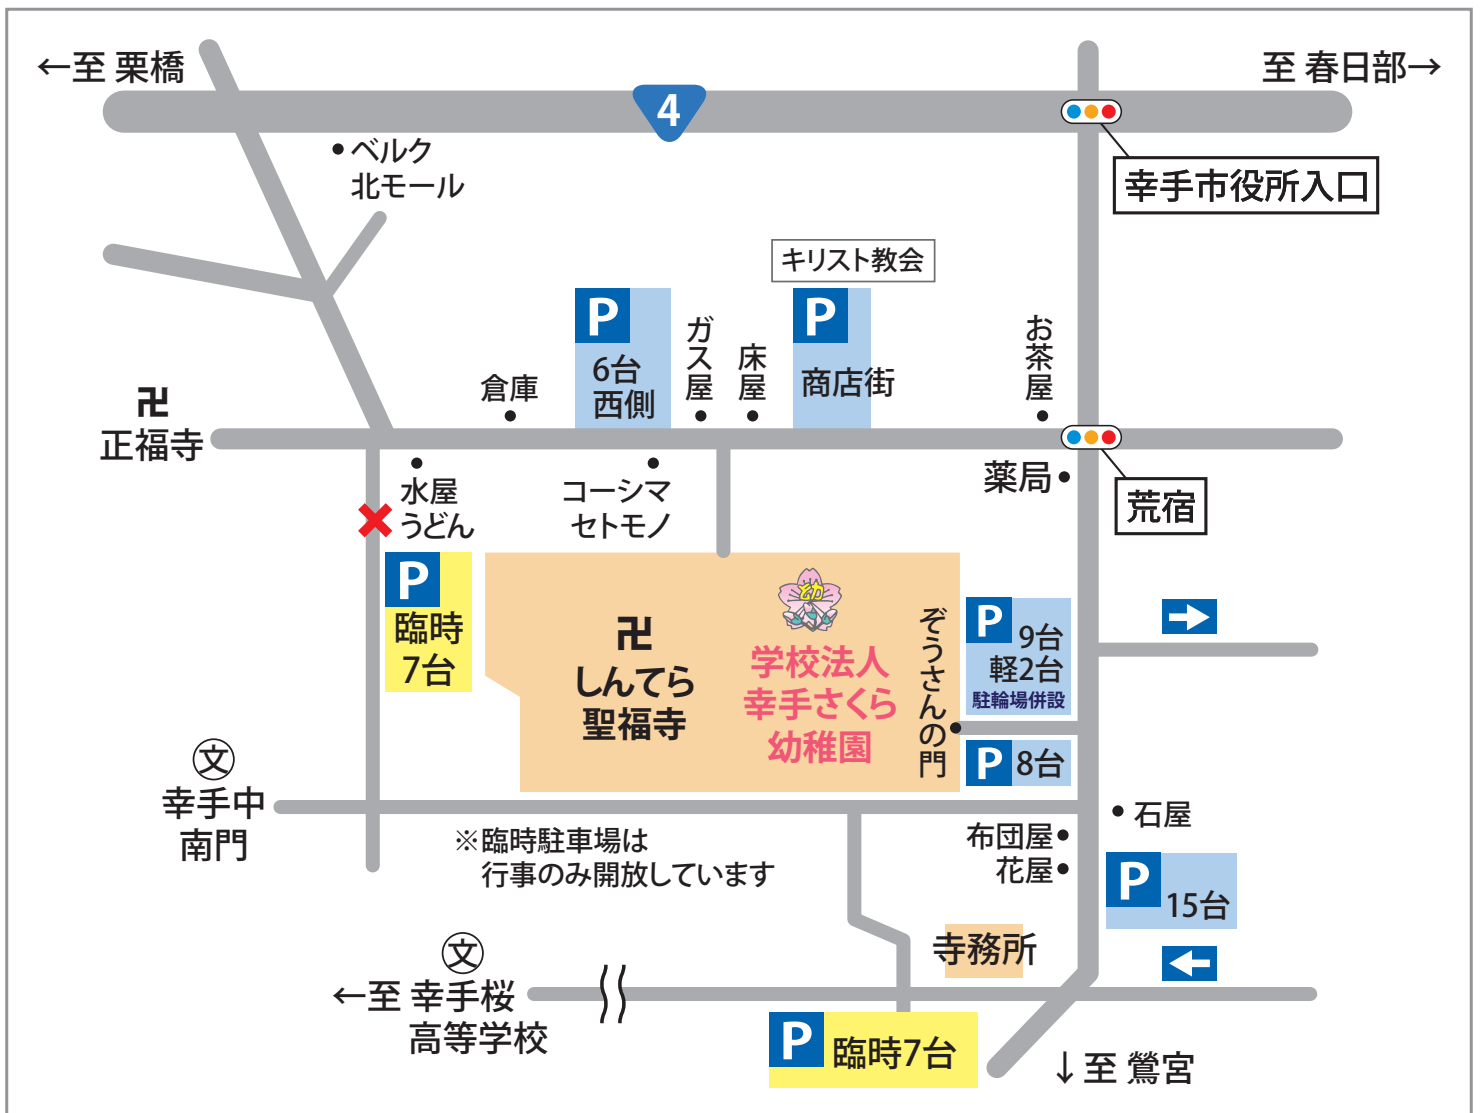 ←至 栗橋
4
至 春日部→
ベルク
北モール
幸手市役所入口
キリスト教会
P
6台
西側
ガス屋
床屋
P
商店街
お茶屋
倉庫
卍
正福寺
水屋
うどん
コーシマ
セトモノ
薬局
荒宿
P
臨時
7台
卍
しんてら
聖福寺
幼
学校法人
幸手さくら
幼稚園
ぞうさんの門
P
9台
軽2台
駐輪場併設
P 8台
文
幸手中
南門
※臨時駐車場は
行事のみ開放しています
布団屋
花屋
石屋
P
15台
寺務所
文
←至 幸手桜
高等学校
P 臨時7台
↓至 鶯宮